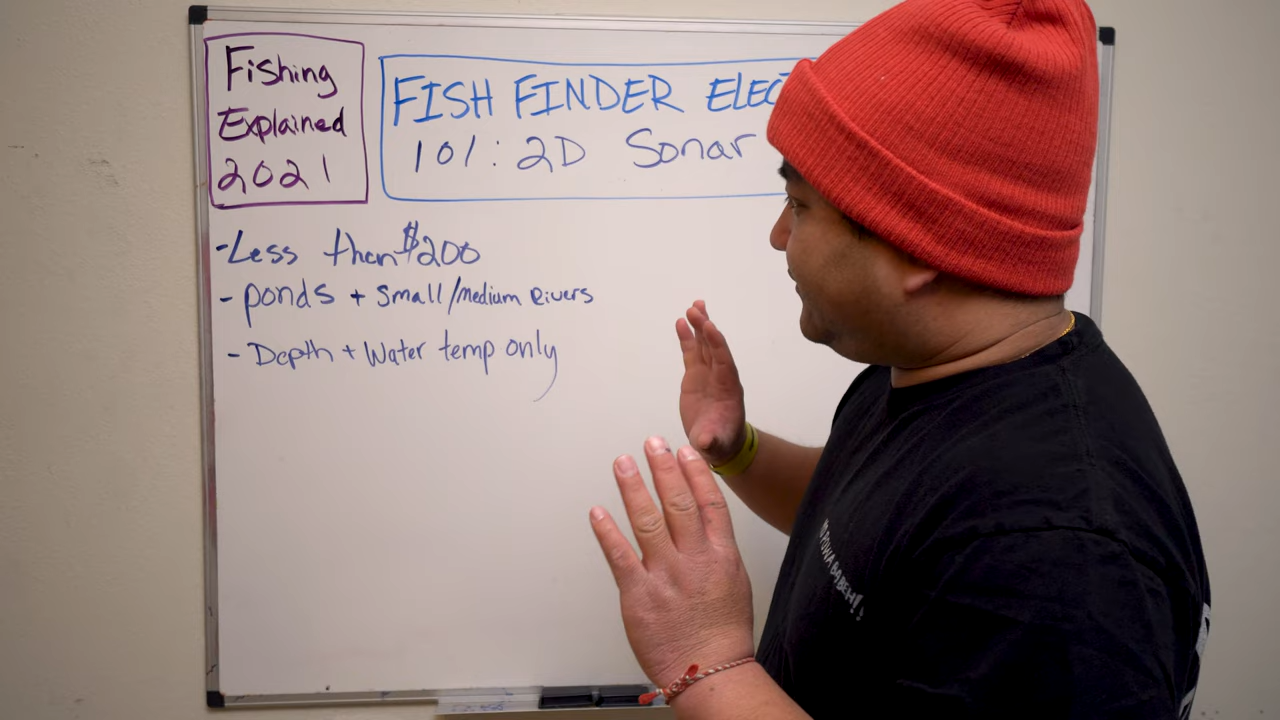 Fishing
Explained
2021
FISH FINDER ELEC
101: 2D Sonar
-Less than $200
- ponds + Small/Medium Rivers
- Depth + Water temp only